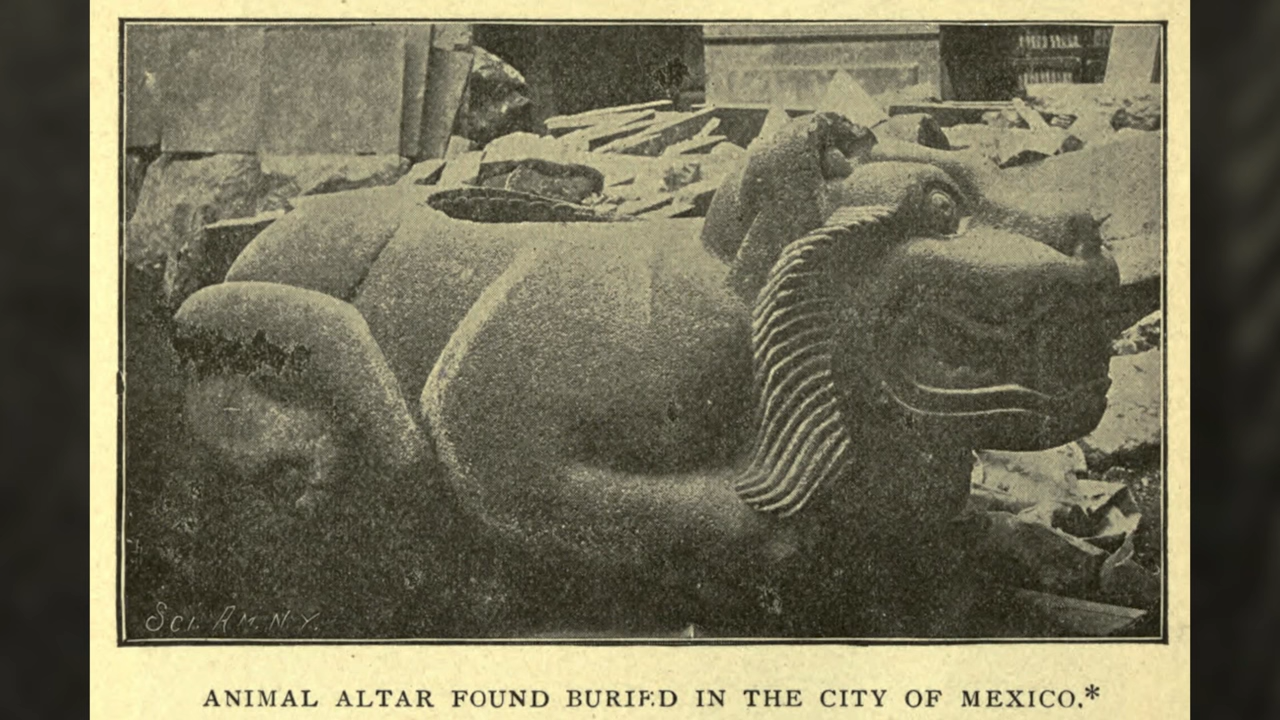 Sci. Am. N.Y.
ANIMAL ALTAR FOUND BURIED IN THE CITY OF MEXICO.*